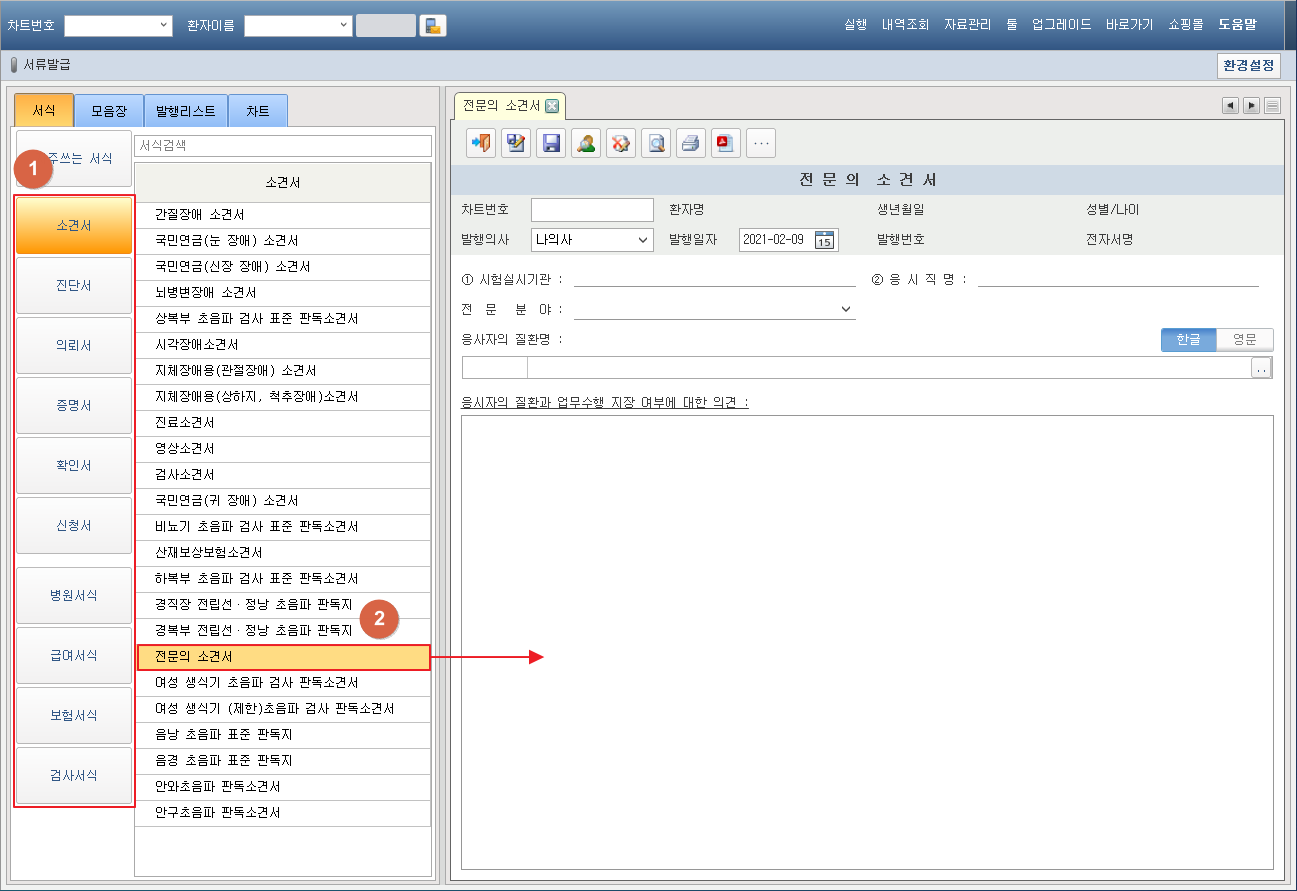 차트번호 환자이름 실행 내역조회 자료관리 툴 업그레이드 바로가기 쇼핑몰 도움말
서류발급 환경설정
서식 모음장 발행리스트 차트
주쓰는 서식
1
소견서
진단서
의뢰서
증명서
확인서
신청서
병원서식
급여서식
보험서식
검사서식
서식검색
소견서
간질장애 소견서
국민연금(눈 장애) 소견서
국민연금(신장 장애) 소견서
뇌병변장애 소견서
상복부 초음파 검사 표준 판독소견서
시각장애소견서
지체장애용(관절장애) 소견서
지체장애용(상하지, 척추장애)소견서
진료소견서
영상소견서
검사소견서
국민연금(귀 장애) 소견서
비뇨기 초음파 검사 표준 판독소견서
산재보상보험소견서
하복부 초음파 검사 표준 판독소견서
경직장 전립선·정낭 초음파 판독지
2
경복부 전립선·정낭 초음파 판독지
전문의 소견서
여성 생식기 초음파 검사 판독소견서
여성 생식기 (제한)초음파 검사 판독소견서
음낭 초음파 표준 판독지
음경 초음파 표준 판독지
안와초음파 판독소견서
안구초음파 판독소견서
전문의 소견서
...
전 문 의 소 견 서
차트번호 환자명 생년월일 성별/나이
발행의사 나의사 발행일자 2021-02-09 15 발행번호 전자서명
① 시험실시기관 : ② 응 시 직 명 :
전 문 분 야 :
응사자의 질환명 : 한글 영문
..
응시자의 질환과 업무수행 지장 여부에 대한 의견 :